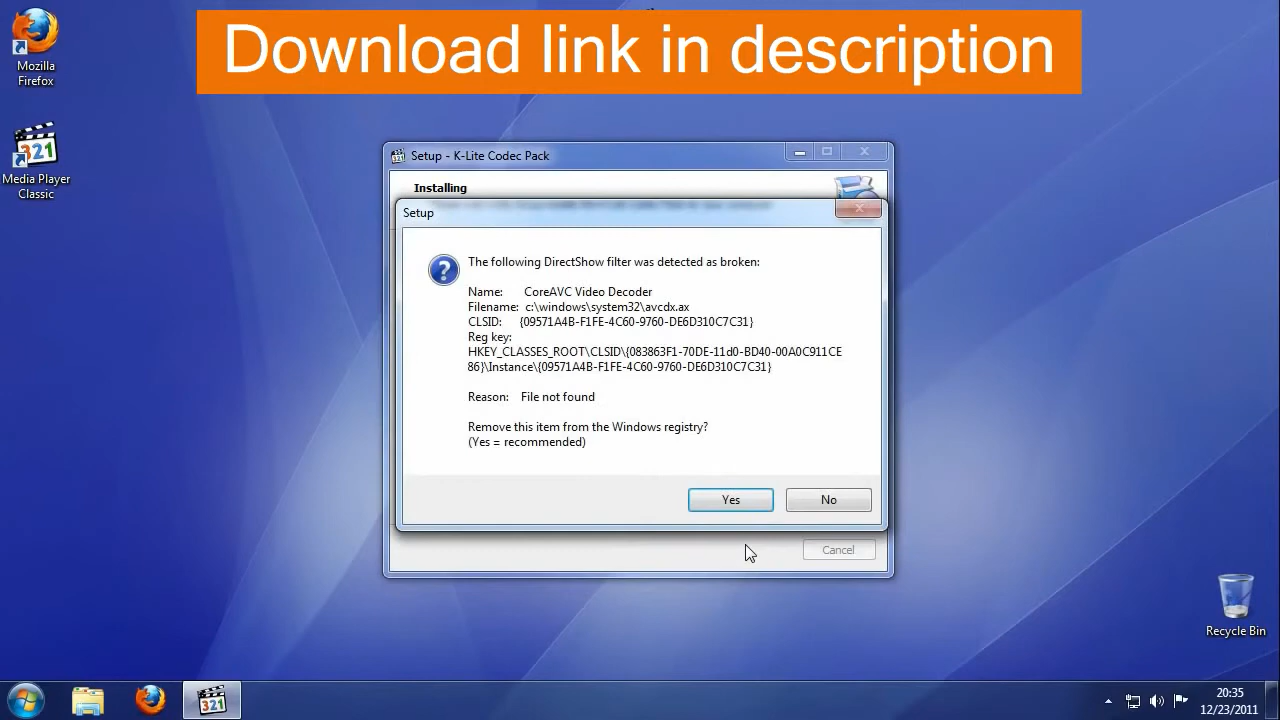 Download link in description
Mozilla
Firefox
Media Player
Classic
Setup - K-Lite Codec Pack
Installing
Setup
The following DirectShow filter was detected as broken:
Name: CoreAVC Video Decoder
Filename: c:\windows\system32\avcdx.ax
CLSID: {09571A4B-F1FE-4C60-9760-DE6D310C7C31}
Reg key:
HKEY_CLASSES_ROOT\CLSID\{083863F1-70DE-11d0-BD40-00A0C911CE
86}\Instance\{09571A4B-F1FE-4C60-9760-DE6D310C7C31}
Reason: File not found
Remove this item from the Windows registry?
(Yes = recommended)
Yes
No
Cancel
Recycle Bin
20:35
12/23/2011